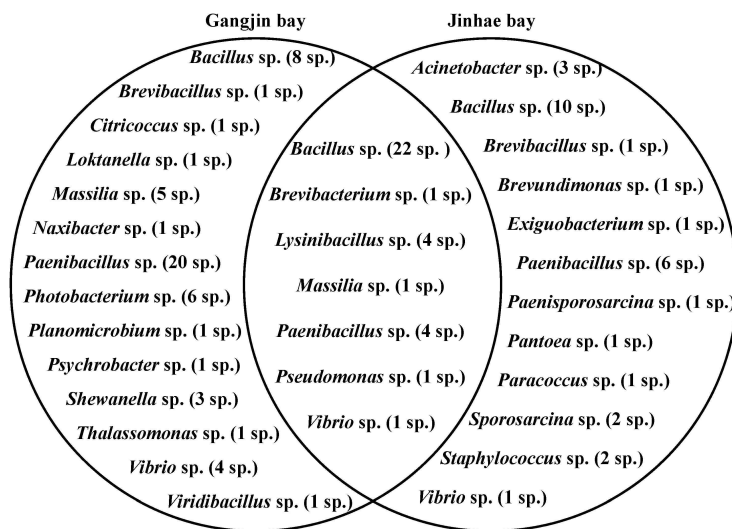 Gangjin bay
Bacillus sp. (8 sp.)
Brevibacillus sp. (1 sp.)
Citricoccus sp. (1 sp.)
Loktanella sp. (1 sp.)
Massilia sp. (5 sp.)
Naxibacter sp. (1 sp.)
Paenibacillus sp. (20 sp.)
Photobacterium sp. (6 sp.)
Planomicrobium sp. (1 sp.)
Psychrobacter sp. (1 sp.)
Shewanella sp. (3 sp.)
Thalassomonas sp. (1 sp.)
Vibrio sp. (4 sp.)
Viridibacillus sp. (1 sp.)
Bacillus sp. (22 sp. )
Brevibacterium sp. (1 sp.)
Lysinibacillus sp. (4 sp.)
Massilia sp. (1 sp.)
Paenibacillus sp. (4 sp.)
Pseudomonas sp. (1 sp.)
Vibrio sp. (1 sp.)
Jinhae bay
Acinetobacter sp. (3 sp.)
Bacillus sp. (10 sp.)
Brevibacillus sp. (1 sp.)
Brevundimonas sp. (1 sp.)
Exiguobacterium sp. (1 sp.)
Paenibacillus sp. (6 sp.)
Paenisporosarcina sp. (1 sp.)
Pantoea sp. (1 sp.)
Paracoccus sp. (1 sp.)
Sporosarcina sp. (2 sp.)
Staphylococcus sp. (2 sp.)
Vibrio sp. (1 sp.)